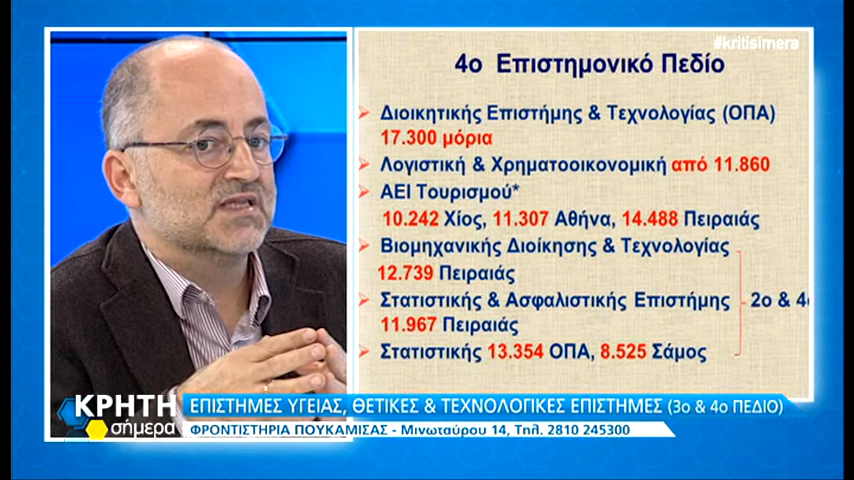 #kritisimera
4ο Επιστημονικό Πεδίο
Διοικητικής Επιστήμης & Τεχνολογίας (ΟΠΑ)
17.300 μόρια
Λογιστική & Χρηματοοικονομική από 11.860
ΑΕΙ Τουρισμού*
10.242 Χίος, 11.307 Αθήνα, 14.488 Πειραιάς
Βιομηχανικής Διοίκησης & Τεχνολογίας
12.739 Πειραιάς
Στατιστικής & Ασφαλιστικής Επιστήμης
2ο & 4ο
11.967 Πειραιάς
Στατιστικής 13.354 ΟΠΑ, 8.525 Σάμος
ΚΡΗΤΗ
σήμερα
ΕΠΙΣΤΗΜΕΣ ΥΓΕΙΑΣ, ΘΕΤΙΚΕΣ & ΤΕΧΝΟΛΟΓΙΚΕΣ ΕΠΙΣΤΗΜΕΣ (3ο & 4ο ΠΕΔΙΟ)
ΦΡΟΝΤΙΣΤΗΡΙΑ ΠΟΥΚΑΜΙΣΑΣ - Μινωταύρου 14, Τηλ. 2810 245300